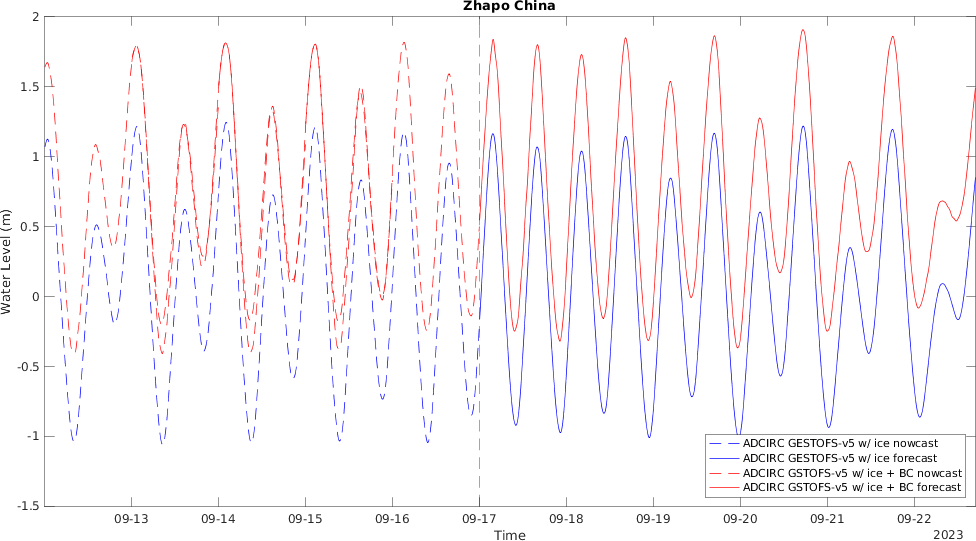 Zhapo China
Water Level (m)
2
1.5
1
0.5
0
-0.5
-1
-1.5
09-13 09-14 09-15 09-16 09-17 09-18 09-19 09-20 09-21 09-22
Time
2023
ADCIRC GESTOFS-v5 w/ ice nowcast
ADCIRC GESTOFS-v5 w/ ice forecast
ADCIRC GSTOFS-v5 w/ ice + BC nowcast
ADCIRC GSTOFS-v5 w/ ice + BC forecast